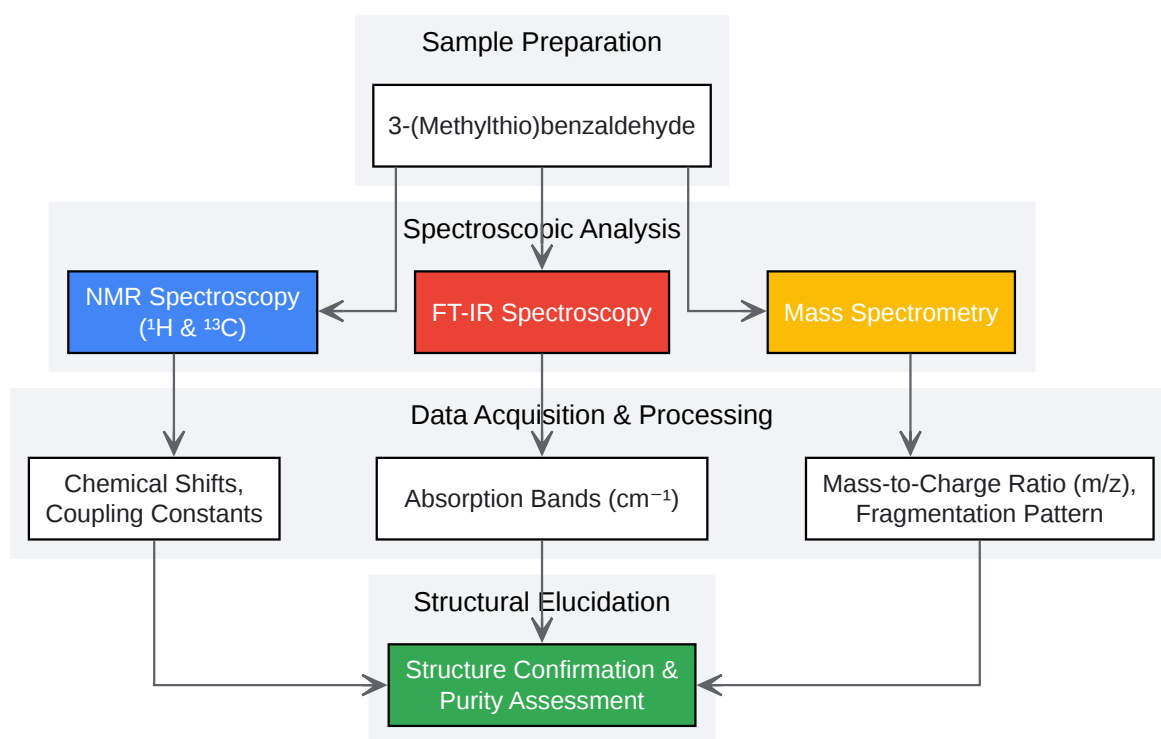 Sample Preparation
3-(Methylthio)benzaldehyde
Spectroscopic Analysis
NMR Spectroscopy
(¹H & ¹³C)
FT-IR Spectroscopy
Mass Spectrometry
Data Acquisition & Processing
Chemical Shifts,
Coupling Constants
Absorption Bands (cm⁻¹)
Mass-to-Charge Ratio (m/z),
Fragmentation Pattern
Structural Elucidation
Structure Confirmation &
Purity Assessment